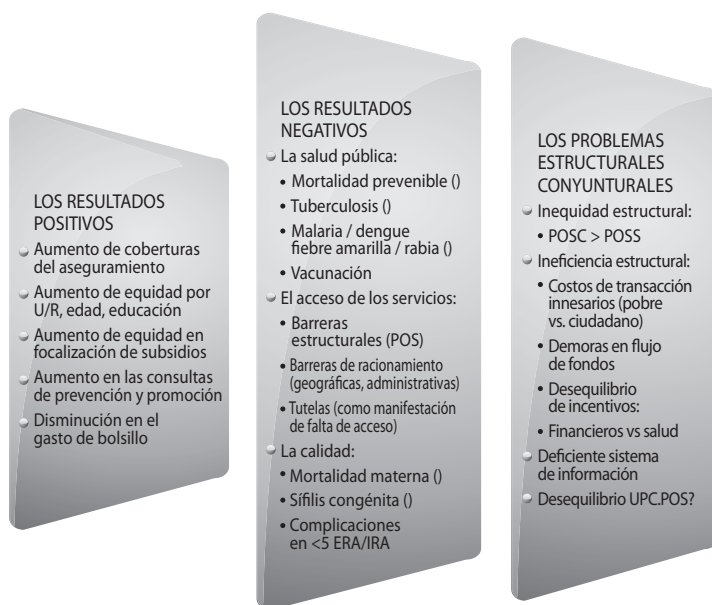 LOS RESULTADOS
POSITIVOS
Aumento de coberturas
del aseguramiento
Aumento de equidad por
U/R, edad, educación
Aumento de equidad en
focalización de subsidios
Aumento en las consultas
de prevención y promoción
Disminución en el
gasto de bolsillo
LOS RESULTADOS
NEGATIVOS
La salud pública:
• Mortalidad prevenible ()
• Tuberculosis ()
• Malaria / dengue
fiebre amarilla / rabia ()
• Vacunación
El acceso de los servicios:
• Barreras
estructurales (POS)
• Barreras de racionamiento
(geográficas, administrativas)
• Tutelas (como manifestación
de falta de acceso)
La calidad:
• Mortalidad materna ()
• Sífilis congénita ()
• Complicaciones
en <5 ERA/IRA
LOS PROBLEMAS
ESTRUCTURALES
CONYUNTURALES
Inequidad estructural:
• POSC > POSS
Ineficiencia estructural:
• Costos de transacción
innesarios (pobre
vs. ciudadano)
• Demoras en flujo
de fondos
• Desequilibrio
de incentivos:
• Financieros vs salud
Deficiente sistema
de información
Desequilibrio UPC.POS?